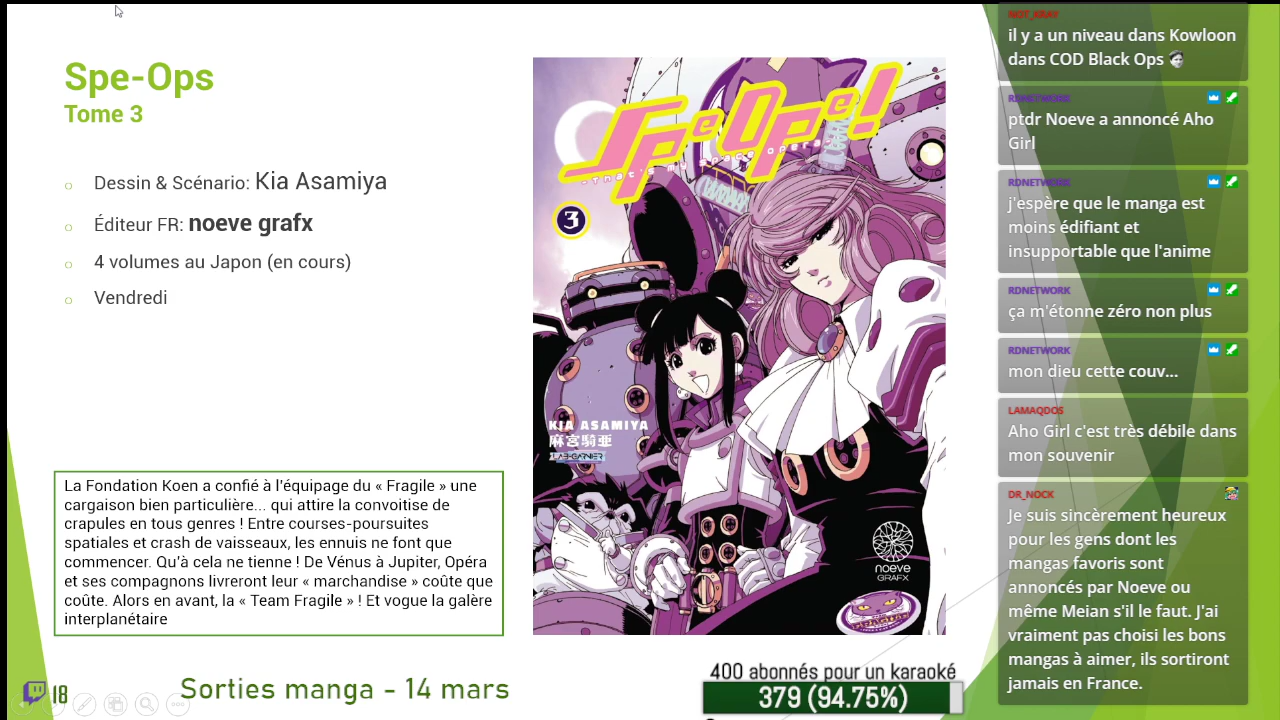 Spe-Ops
Tome 3
Dessin & Scénario: Kia Asamiya
Éditeur FR: noeve grafx
4 volumes au Japon (en cours)
Vendredi
La Fondation Koen a confié à l'équipage du « Fragile » une
cargaison bien particulière... qui attire la convoitise de
crapules en tous genres ! Entre courses-poursuites
spatiales et crash de vaisseaux, les ennuis ne font que
commencer. Qu'à cela ne tienne ! De Vénus à Jupiter, Opéra
et ses compagnons livreront leur « marchandise » coûte que
coûte. Alors en avant, la « Team Fragile » ! Et vogue la galère
interplanétaire
18
Sorties manga - 14 mars
Spe Ope!
-that's my space opera-
3
KIA ASAMIYA
麻宮騎亜
LAB-GARNIER
noeve
GRAFX
400 abonnés pour un karaoké
379 (94.75%)
il y a un niveau dans Kowloon
dans COD Black Ops
RDNETWORK
ptdr Noeve a annoncé Aho
Girl
RDNETWORK
j'espère que le manga est
moins édifiant et
insupportable que l'anime
RDNETWORK
ça m'étonne zéro non plus
RDNETWORK
mon dieu cette couv...
LAMAQDOS
Aho Girl c'est très débile dans
mon souvenir
DR_NOCK
Je suis sincèrement heureux
pour les gens dont les
mangas favoris sont
annoncés par Noeve ou
même Meian s'il le faut. J'ai
vraiment pas choisi les bons
mangas à aimer, ils sortiront
jamais en France.